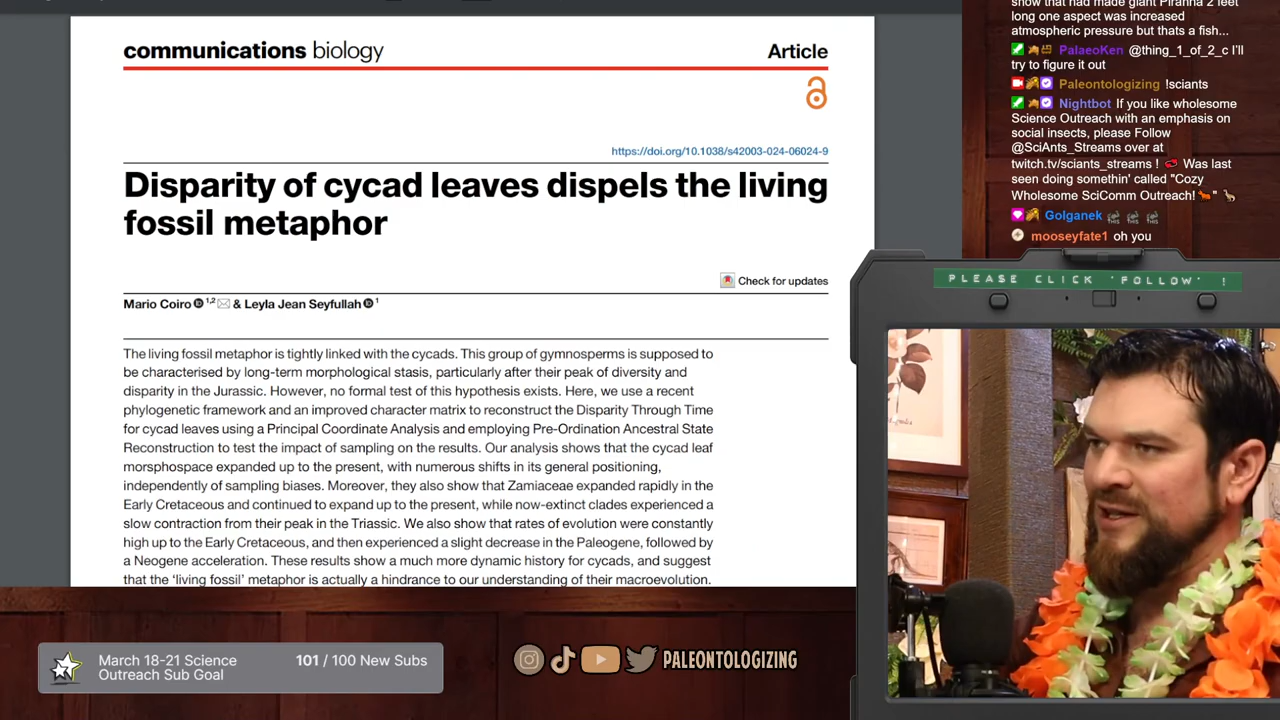 communications biology
Article
https://doi.org/10.1038/s42003-024-06024-9
Disparity of cycad leaves dispels the living
fossil metaphor
Check for updates
Mario Coiro 1,2 & Leyla Jean Seyfullah 1
The living fossil metaphor is tightly linked with the cycads. This group of gymnosperms is supposed to
be characterised by long-term morphological stasis, particularly after their peak of diversity and
disparity in the Jurassic. However, no formal test of this hypothesis exists. Here, we use a recent
phylogenetic framework and an improved character matrix to reconstruct the Disparity Through Time
for cycad leaves using a Principal Coordinate Analysis and employing Pre-Ordination Ancestral State
Reconstruction to test the impact of sampling on the results. Our analysis shows that the cycad leaf
morsphospace expanded up to the present, with numerous shifts in its general positioning,
independently of sampling biases. Moreover, they also show that Zamiaceae expanded rapidly in the
Early Cretaceous and continued to expand up to the present, while now-extinct clades experienced a
slow contraction from their peak in the Triassic. We also show that rates of evolution were constantly
high up to the Early Cretaceous, and then experienced a slight decrease in the Paleogene, followed by
a Neogene acceleration. These results show a much more dynamic history for cycads, and suggest
that the 'living fossil' metaphor is actually a hindrance to our understanding of their macroevolution.
show that had made giant Piranna 2 feet
long one aspect was increased
atmospheric pressure but thats a fish...
PalaeoKen @thing_1_of_2_c I'll
try to figure it out
Paleontologizing !sciants
Nightbot If you like wholesome
Science Outreach with an emphasis on
social insects, please Follow
@SciAnts_Streams over at
twitch.tv/sciants_streams ! Was last
seen doing somethin' called "Cozy
Wholesome SciComm Outreach! "
Golganek THIS THIS THIS
mooseyfate1 oh you
PLEASE CLICK 'FOLLOW' !
March 18-21 Science
Outreach Sub Goal
101 / 100 New Subs
PALEONTOLOGIZING